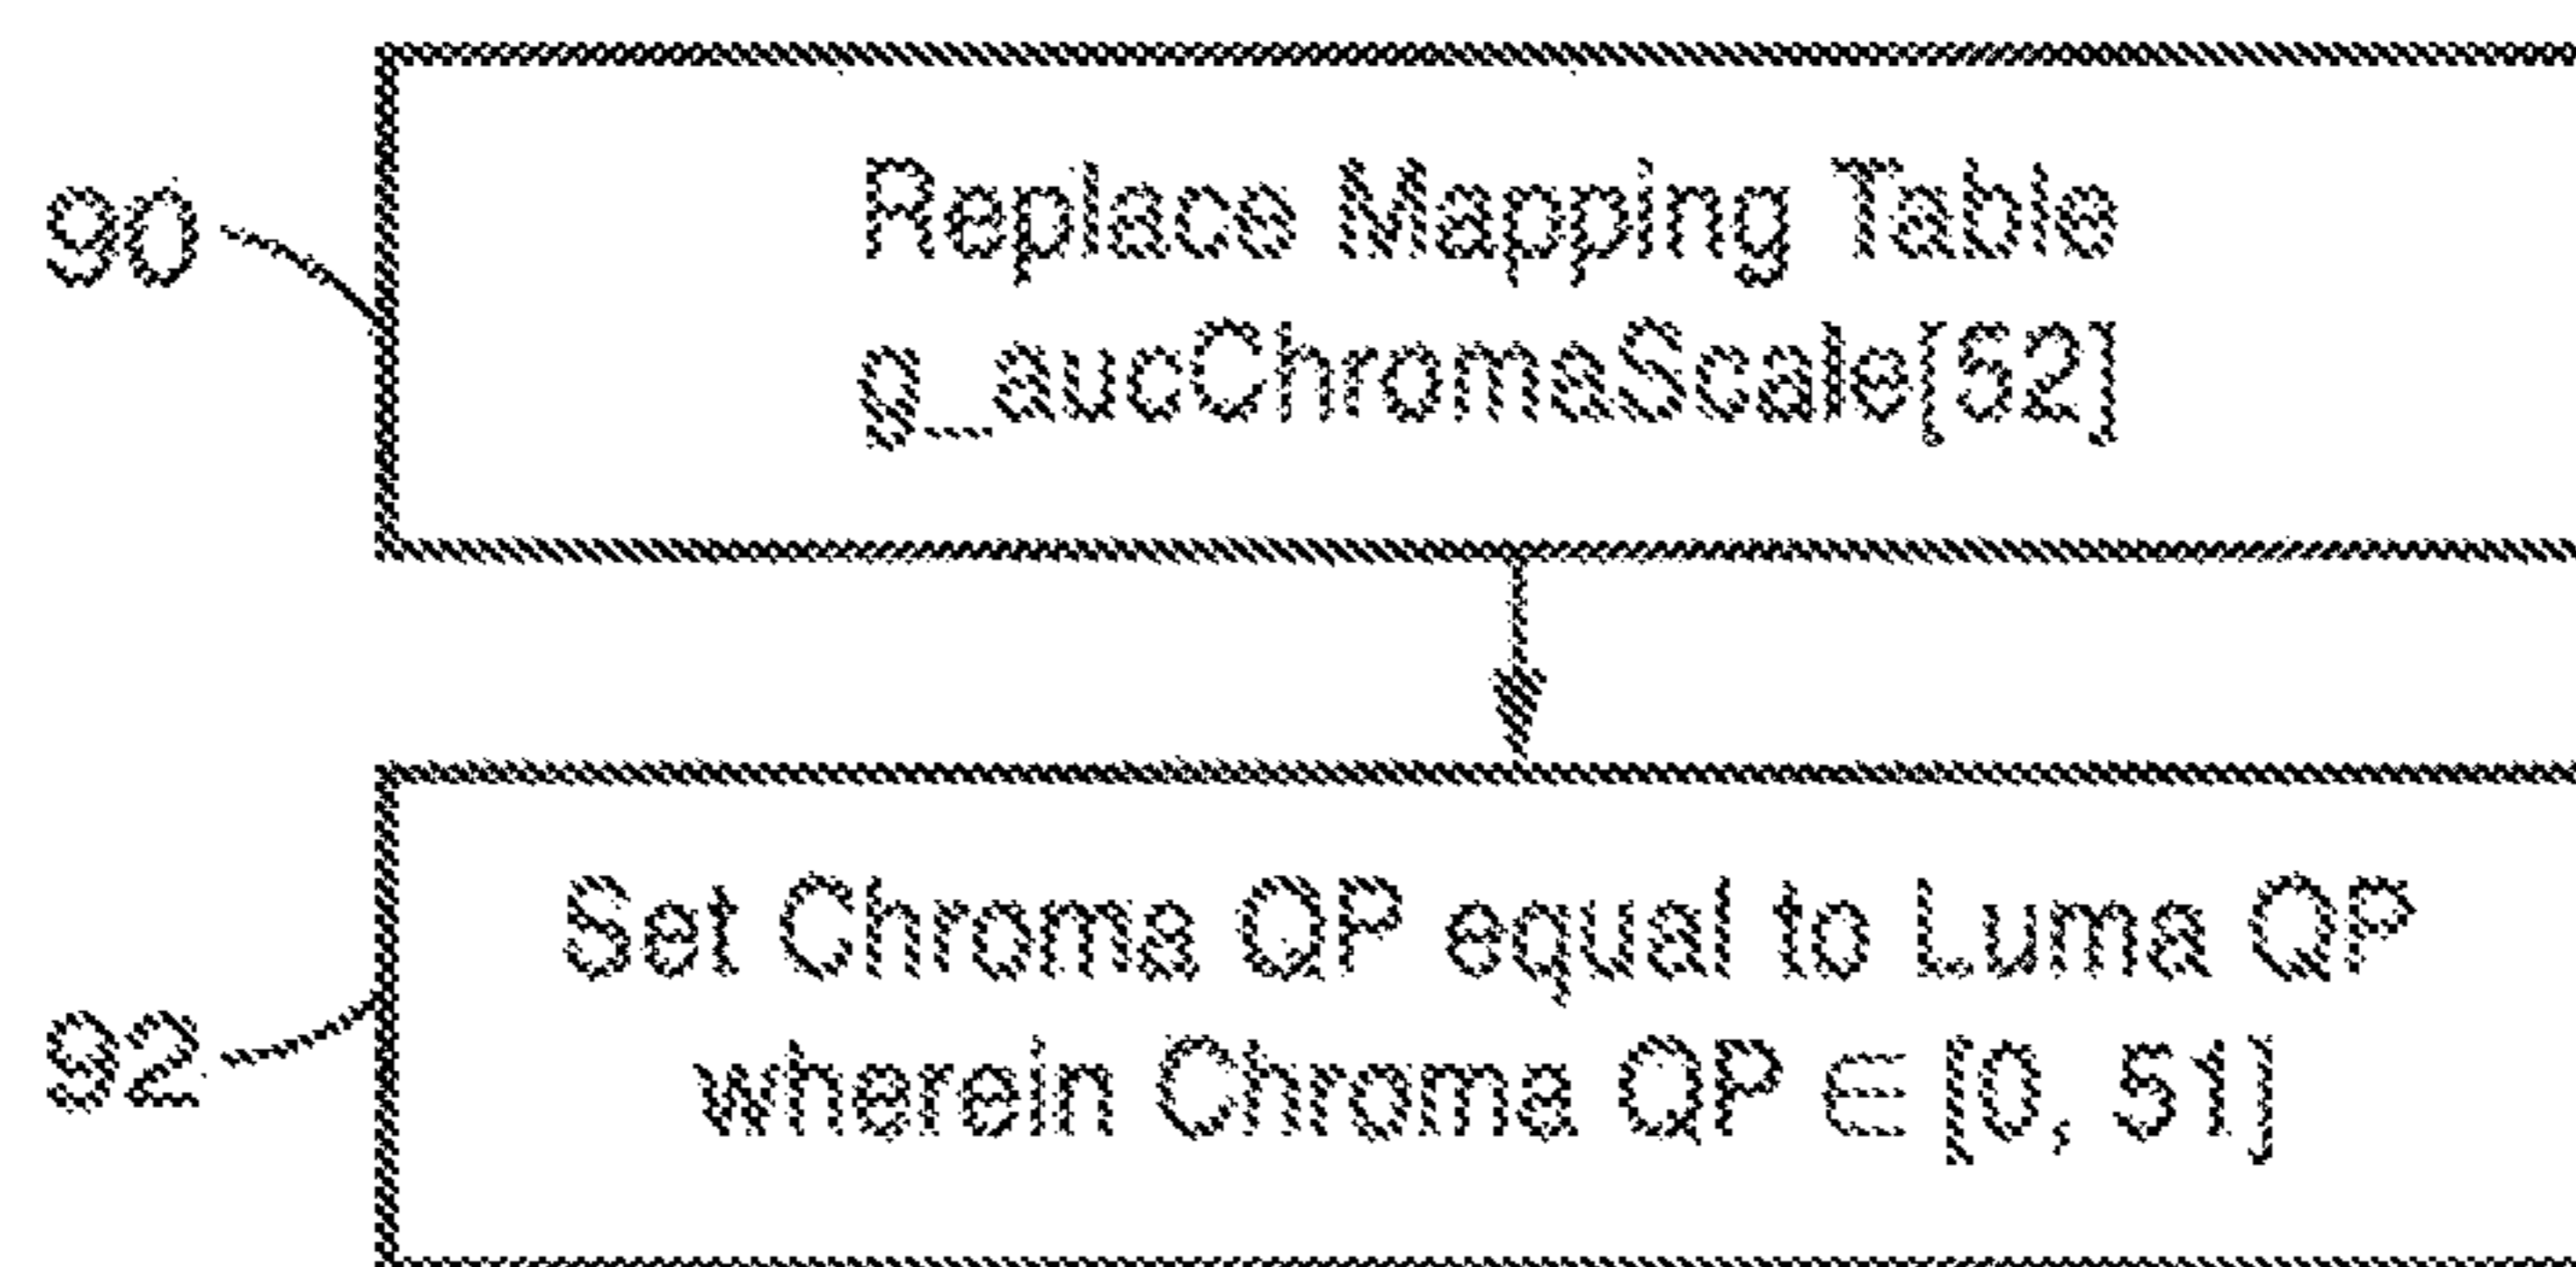 90
Replace Mapping Table
g_aucChromaScale[52]
92
Set Chroma QP equal to Luma QP
wherein Chroma QP ∈ [0, 51]